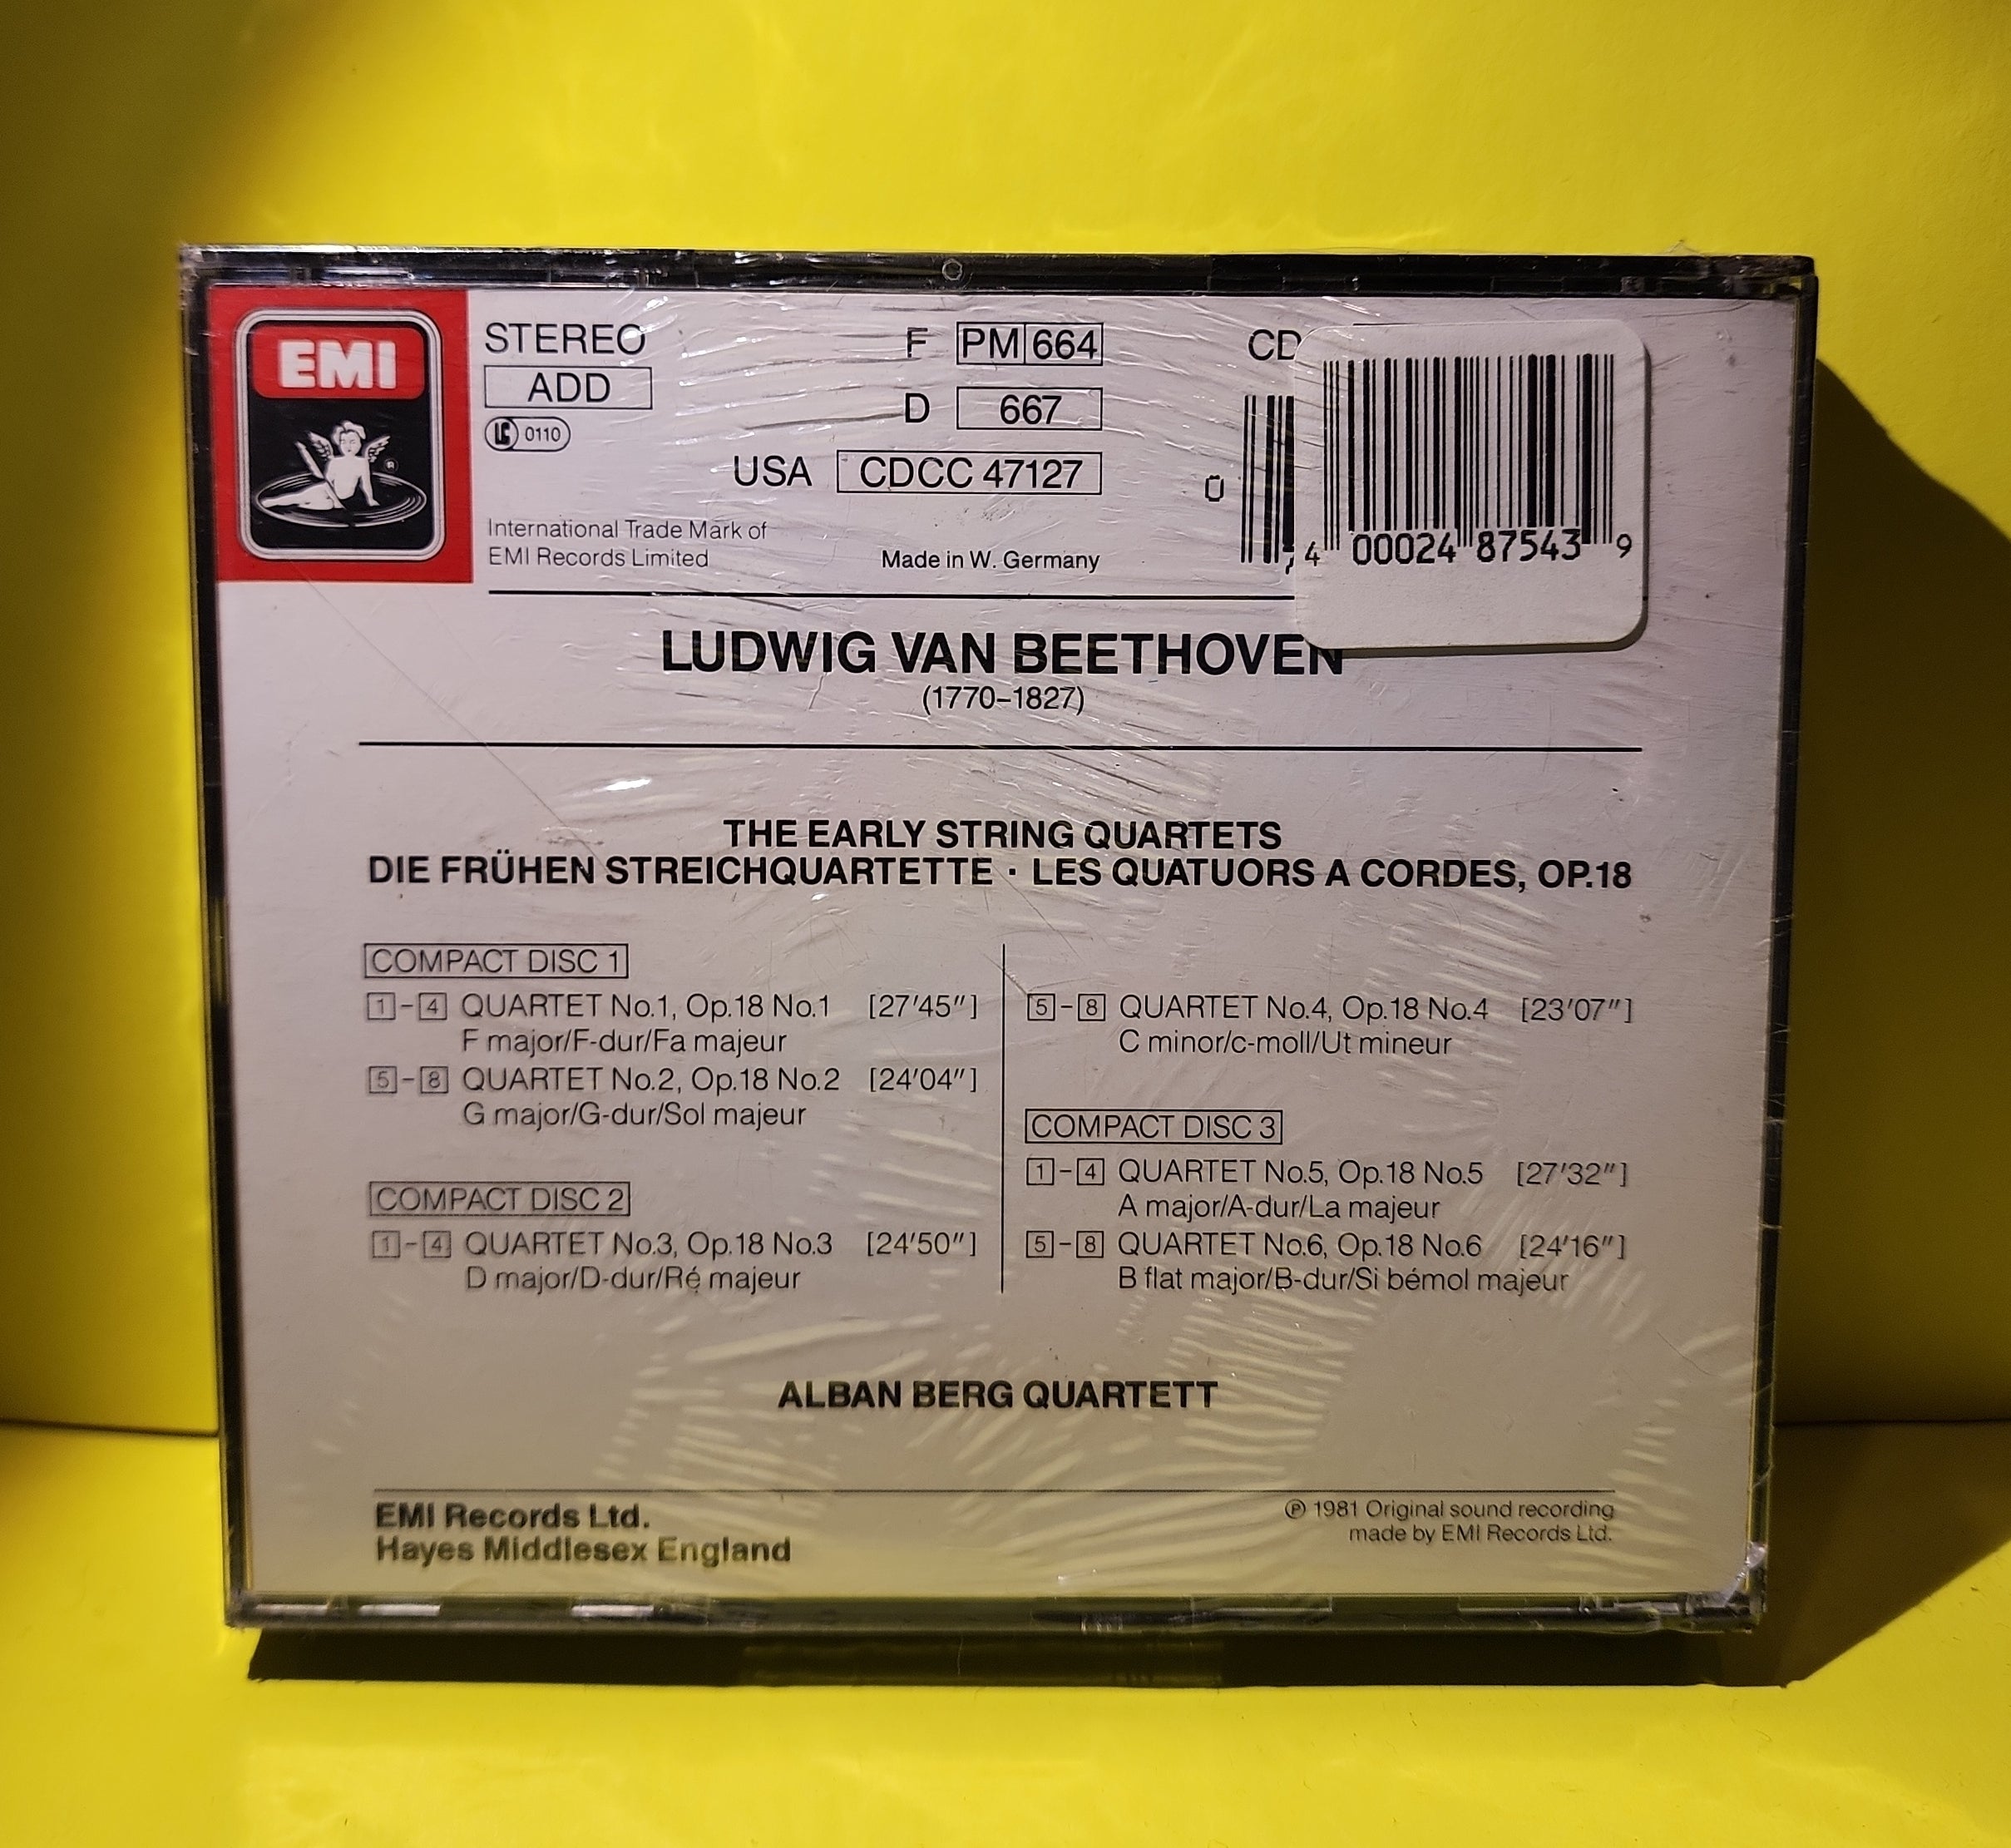 EMI
®
STEREO
ADD
LC 0110
International Trade Mark of
EMI Records Limited
F PM 664
D 667
USA CDCC 47127
Made in W. Germany
CD
0
4 00024 87543 9
LUDWIG VAN BEETHOVEN
(1770–1827)
THE EARLY STRING QUARTETS
DIE FRÜHEN STREICHQUARTETTE · LES QUATUORS A CORDES, OP.18
COMPACT DISC 1
1–4 QUARTET No.1, Op.18 No.1 [27′45″]
F major/F-dur/Fa majeur
5–8 QUARTET No.2, Op.18 No.2 [24′04″]
G major/G-dur/Sol majeur
COMPACT DISC 2
1–4 QUARTET No.3, Op.18 No.3 [24′50″]
D major/D-dur/Ré majeur
5–8 QUARTET No.4, Op.18 No.4 [23′07″]
C minor/c-moll/Ut mineur
COMPACT DISC 3
1–4 QUARTET No.5, Op.18 No.5 [27′32″]
A major/A-dur/La majeur
5–8 QUARTET No.6, Op.18 No.6 [24′16″]
B flat major/B-dur/Si bémol majeur
ALBAN BERG QUARTETT
EMI Records Ltd.
Hayes Middlesex England
℗ 1981 Original sound recording
made by EMI Records Ltd.